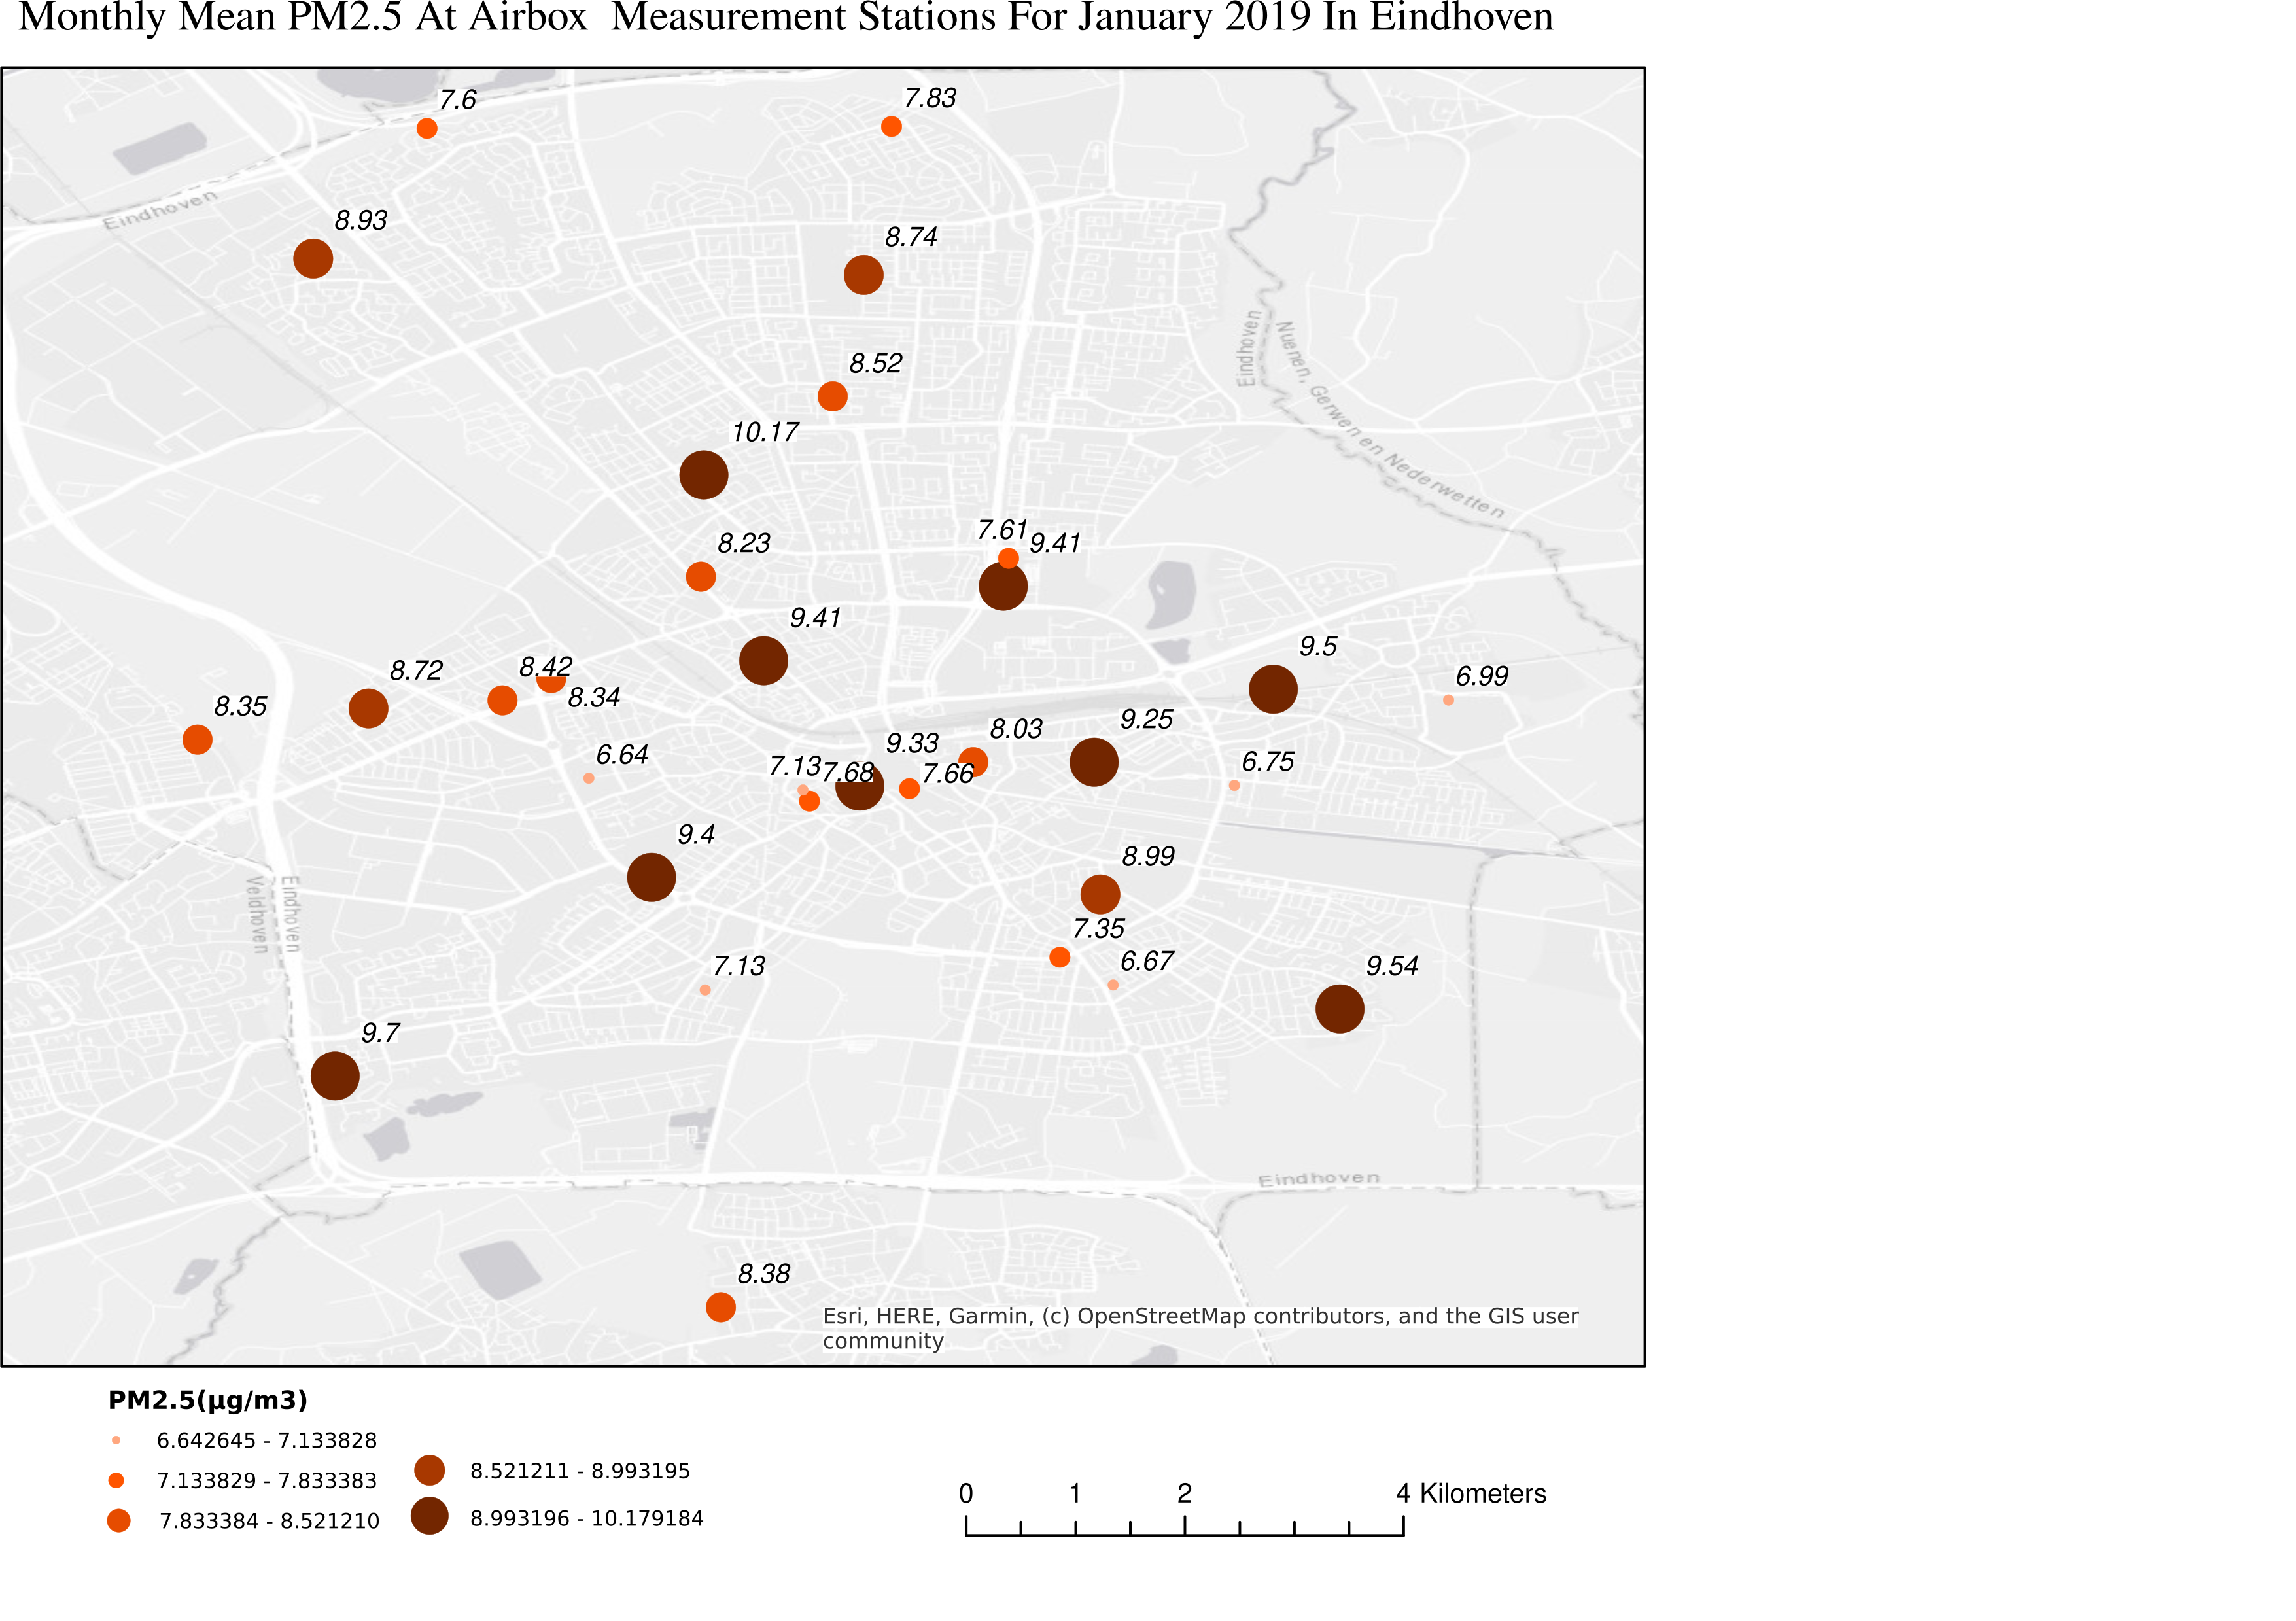 Monthly Mean PM2.5 At Airbox  Measurement Stations For January 2019 In Eindhoven
7.6
7.83
Eindhoven
8.93
8.74
Eindhoven
Nuenen, Gerwen en Nederwetten
8.52
10.17
7.61
9.41
8.23
9.41
9.5
6.99
8.42
8.72
8.34
8.35
9.25
8.03
9.33
6.64
7.13
7.68
7.66
6.75
9.4
8.99
Veldhoven
Eindhoven
7.35
6.67
7.13
9.54
9.7
Eindhoven
8.38
Esri, HERE, Garmin, (c) OpenStreetMap contributors, and the GIS user
community
PM2.5(µg/m3)
6.642645 - 7.133828
7.133829 - 7.833383
7.833384 - 8.521210
8.521211 - 8.993195
8.993196 - 10.179184
0 1 2 4 Kilometers